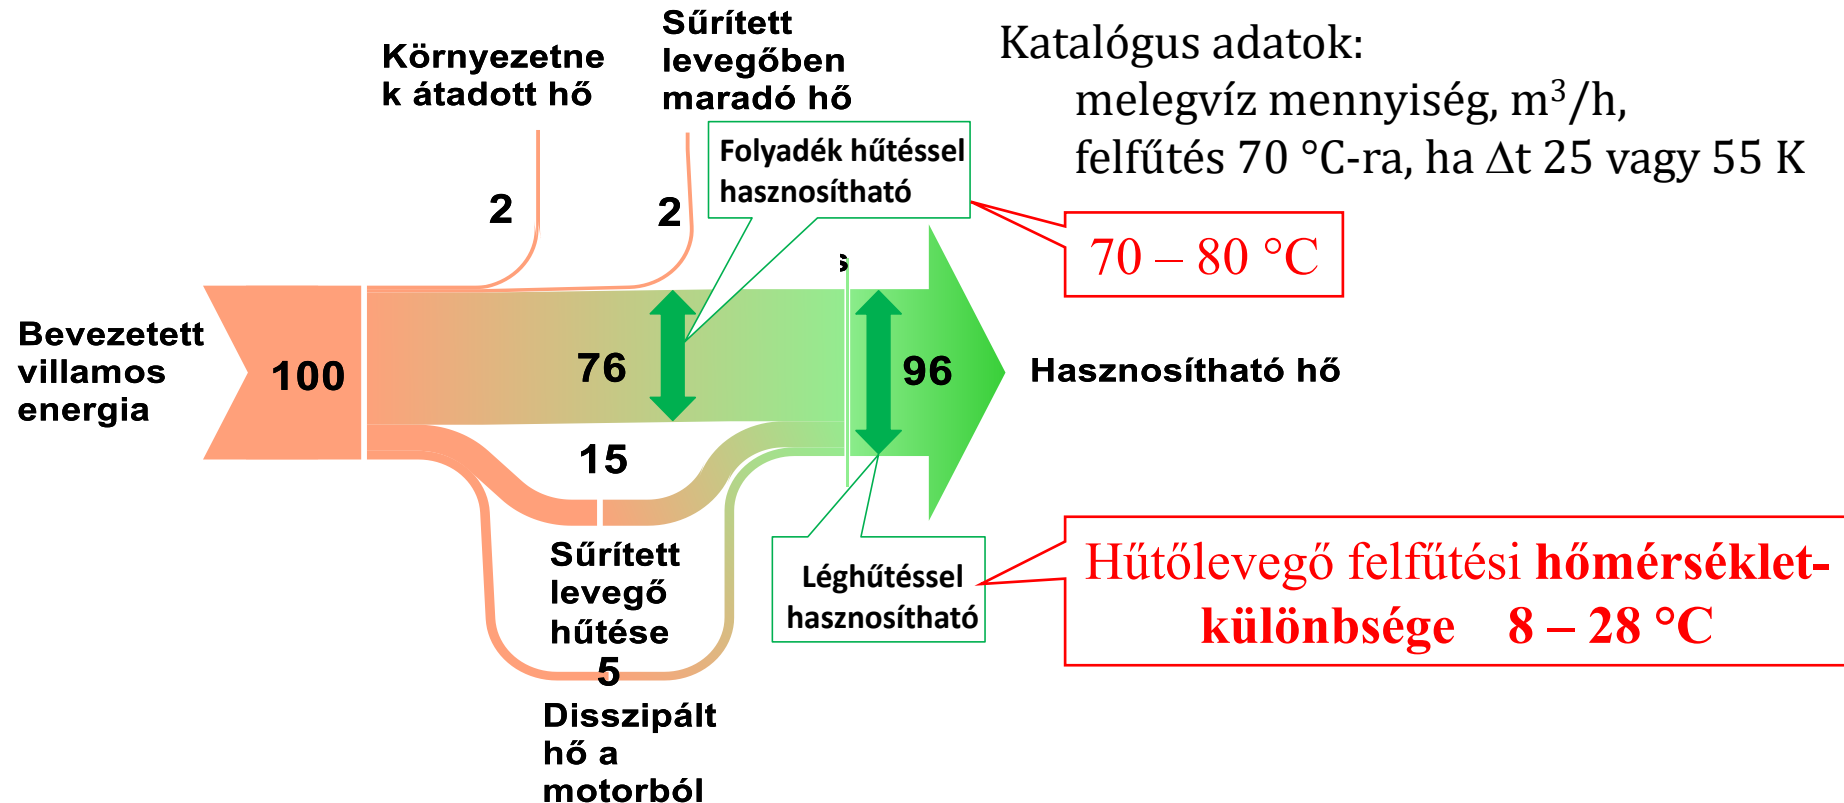 Környezetne
k átadott hő
Sűrített
levegőben
maradó hő
Katalógus adatok:
melegvíz mennyiség, m³/h,
felfűtés 70 °C-ra, ha Δt 25 vagy 55 K
Folyadék hűtéssel
hasznosítható
2
2
70 – 80 °C
s
Bevezetett
villamos
energia
100
76
96
Hasznosítható hő
15
Sűrített
levegő
hűtése
5
Disszipált
hő a
motorból
Léghűtéssel
hasznosítható
Hűtőlevegő felfűtési hőmérséklet-
különbsége 8 – 28 °C